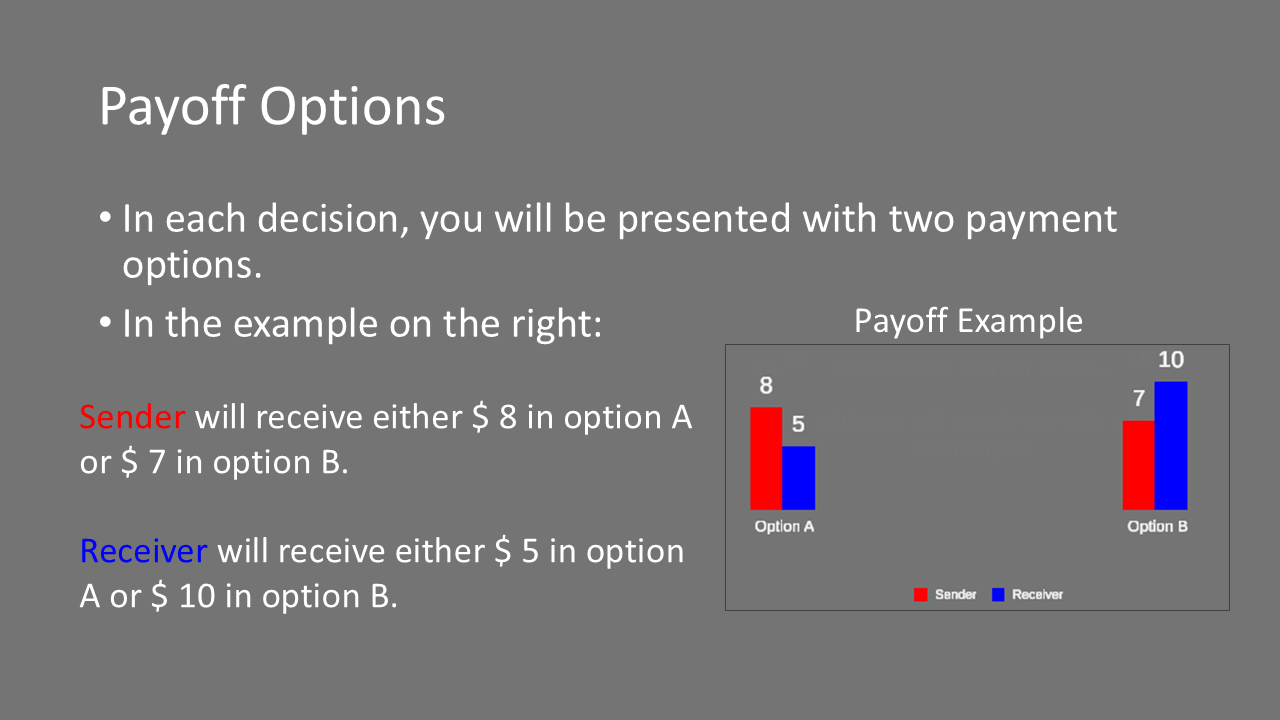 Payoff Options
• In each decision, you will be presented with two payment
options.
• In the example on the right:
Sender will receive either $ 8 in option A
or $ 7 in option B.
Receiver will receive either $ 5 in option
A or $ 10 in option B.
Payoff Example
8
5
7
10
Option A
Option B
Sender
Receiver